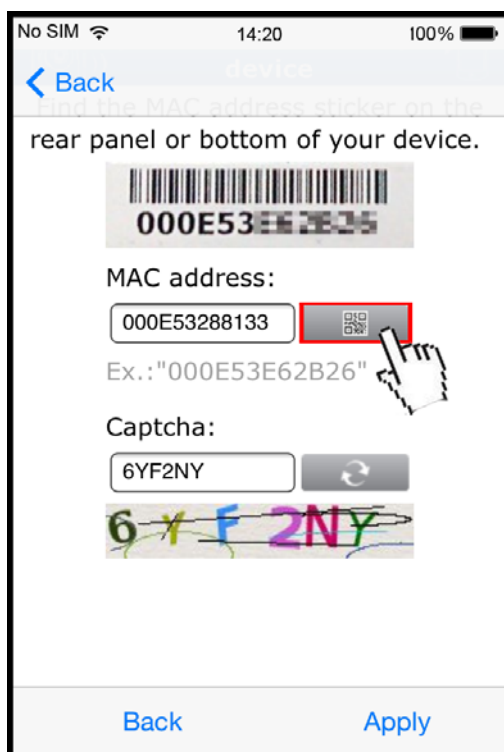 No SIM 14:20 100%
device
Back
Find the MAC address sticker on the
rear panel or bottom of your device.
000E53
MAC address:
000E53288133
Ex.:"000E53E62B26"
Captcha:
6YF2NY
6YF2NY
Back Apply